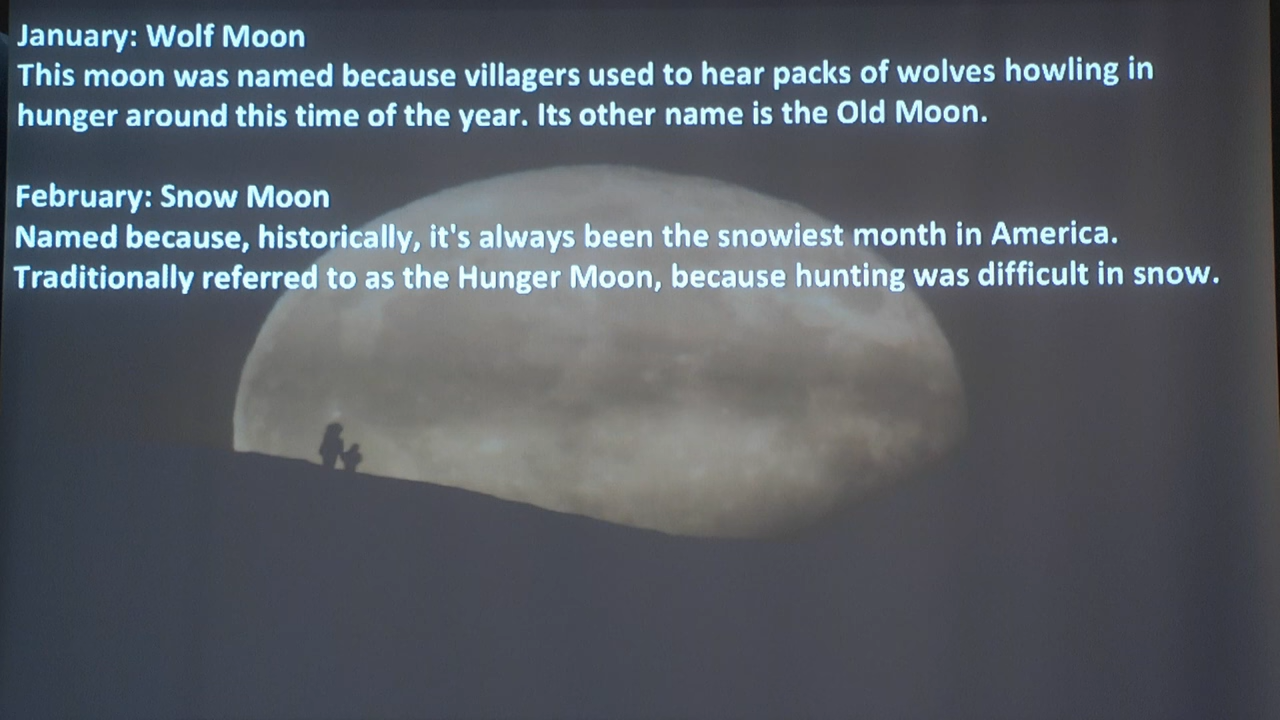 January: Wolf Moon
This moon was named because villagers used to hear packs of wolves howling in
hunger around this time of the year. Its other name is the Old Moon.
February: Snow Moon
Named because, historically, it's always been the snowiest month in America.
Traditionally referred to as the Hunger Moon, because hunting was difficult in snow.